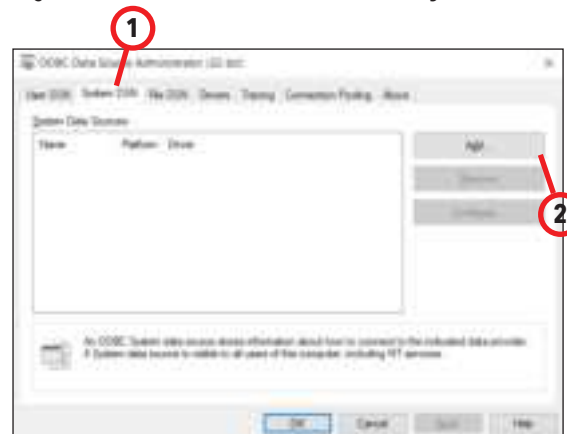 1
ODBC Data Source Administrator (32-bit)
User DSN System DSN File DSN Drivers Tracing Connection Pooling About
System Data Sources:
Name Platform Driver
Add...
Remove
Configure...
2
An ODBC System data source stores information about how to connect to the indicated data provider.
A System data source is visible to all users of this computer, including NT services.
OK Cancel Apply Help